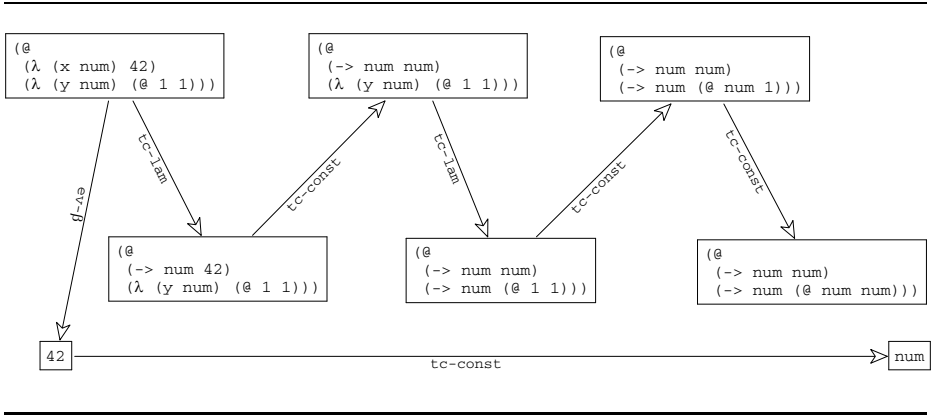 (@
(λ (x num) 42)
(λ (y num) (@ 1 1)))
(@
(-> num num)
(λ (y num) (@ 1 1)))
(@
(-> num num)
(-> num (@ num 1)))
tc-lam
tc-const
tc-lam
tc-const
tc-const
ev-β
(@
(-> num 42)
(λ (y num) (@ 1 1)))
(@
(-> num num)
(-> num (@ 1 1)))
(@
(-> num num)
(-> num (@ num num)))
42
tc-const
num